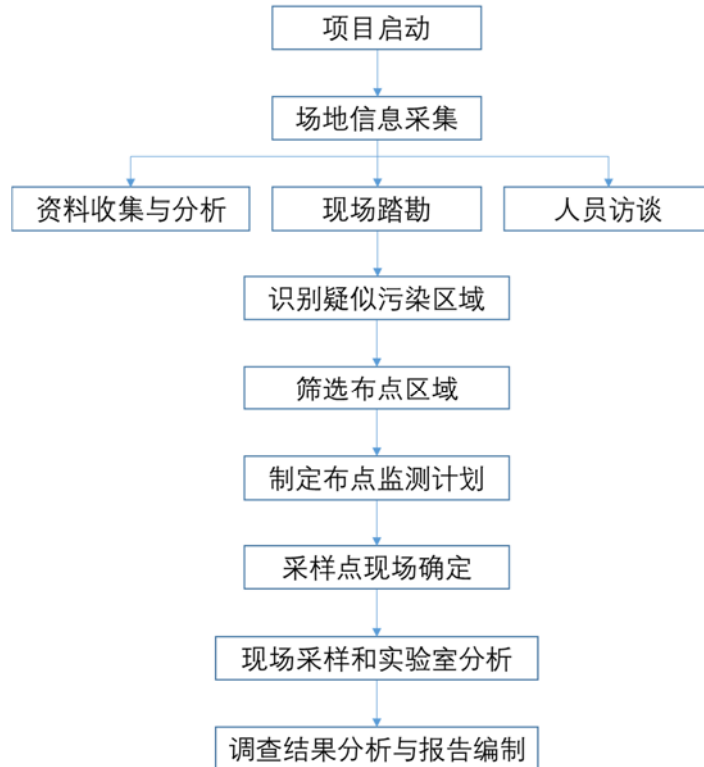 项目启动
场地信息采集
资料收集与分析
现场踏勘
人员访谈
识别疑似污染区域
筛选布点区域
制定布点监测计划
采样点现场确定
现场采样和实验室分析
调查结果分析与报告编制